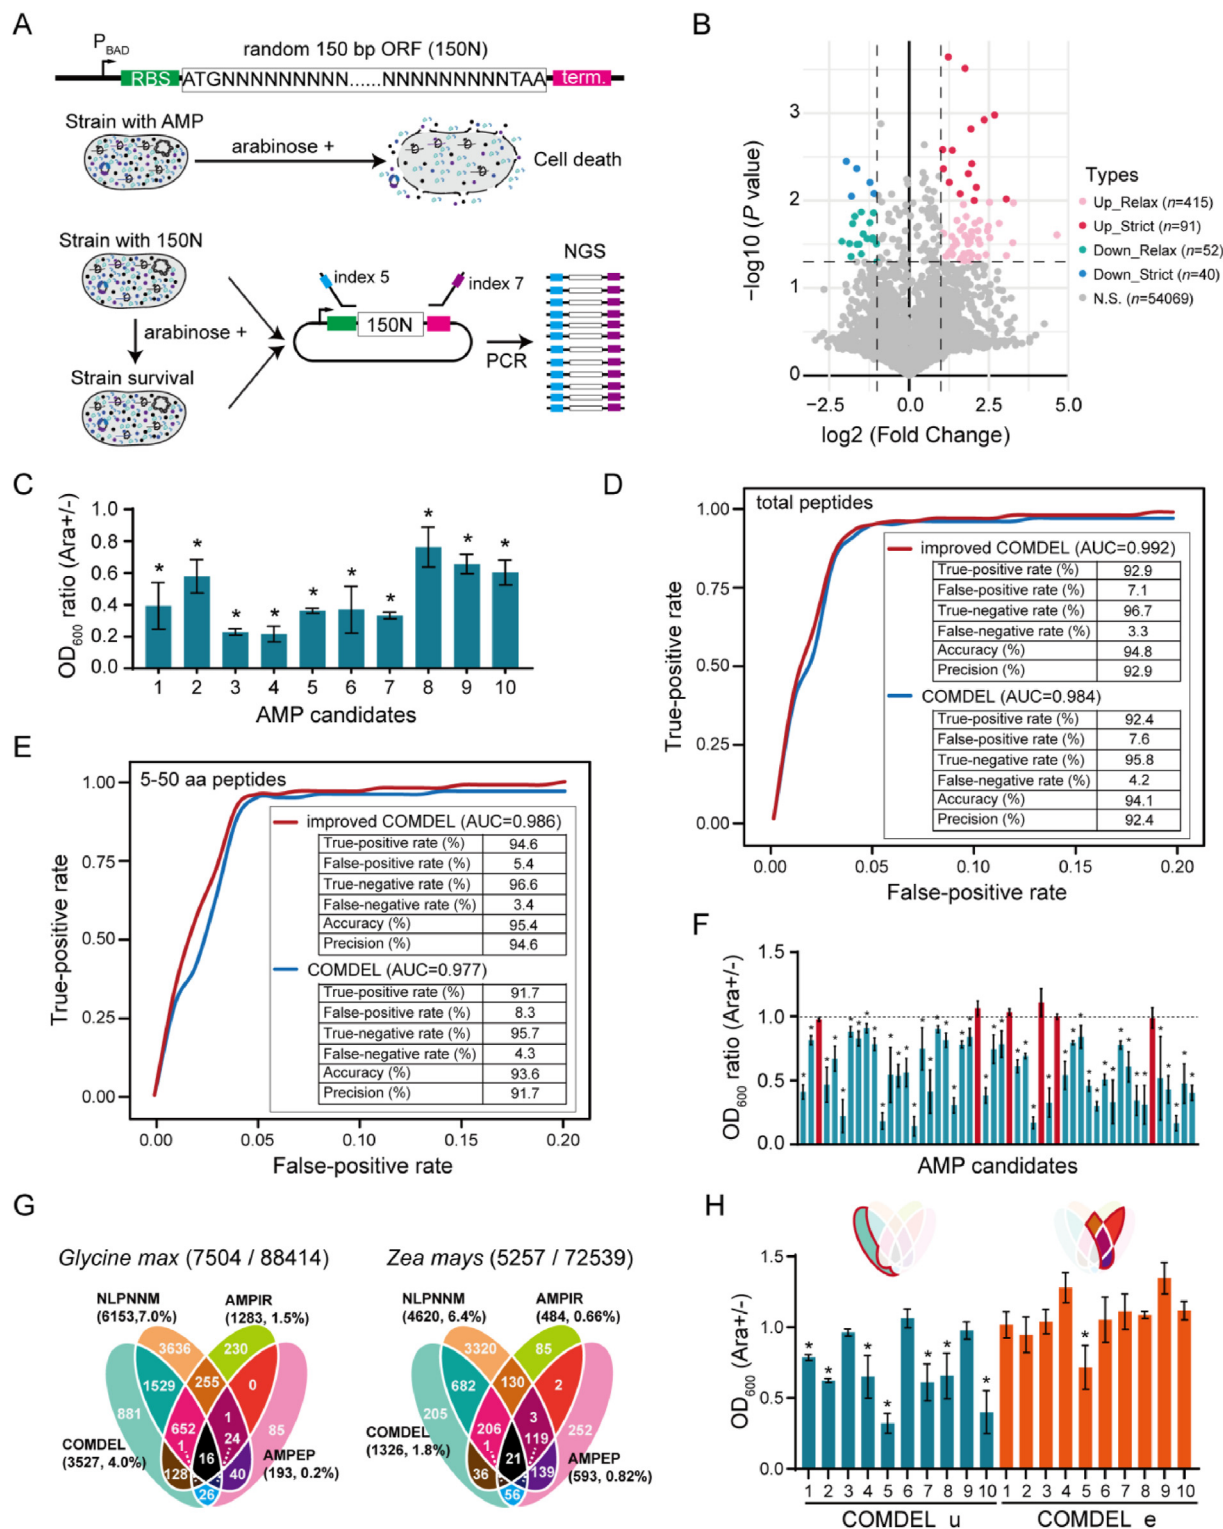 A
P_BAD
random 150 bp ORF (150N)
RBS
ATGNNNNNNNNN......NNNNNNNNNTAA
term.
Strain with AMP
arabinose +
Cell death
Strain with 150N
arabinose +
Strain survival
index 5
index 7
150N
PCR
NGS
B
−log10 (P value)
3
2
1
0
−2.5
0.0
2.5
5.0
log2 (Fold Change)
Types
Up_Relax (n=415)
Up_Strict (n=91)
Down_Relax (n=52)
Down_Strict (n=40)
N.S. (n=54069)
C
OD600 ratio (Ara+/-)
1.0
0.8
0.6
0.4
0.2
0.0
* * * * * * * * * *
1 2 3 4 5 6 7 8 9 10
AMP candidates
D
total peptides
True-positive rate
1.00
0.75
0.50
0.25
0.00
improved COMDEL (AUC=0.992)
True-positive rate (%) 92.9
False-positive rate (%) 7.1
True-negative rate (%) 96.7
False-negative rate (%) 3.3
Accuracy (%) 94.8
Precision (%) 92.9
COMDEL (AUC=0.984)
True-positive rate (%) 92.4
False-positive rate (%) 7.6
True-negative rate (%) 95.8
False-negative rate (%) 4.2
Accuracy (%) 94.1
Precision (%) 92.4
0.00 0.05 0.10 0.15 0.20
False-positive rate
E
5-50 aa peptides
True-positive rate
1.00
0.75
0.50
0.25
0.00
improved COMDEL (AUC=0.986)
True-positive rate (%) 94.6
False-positive rate (%) 5.4
True-negative rate (%) 96.6
False-negative rate (%) 3.4
Accuracy (%) 95.4
Precision (%) 94.6
COMDEL (AUC=0.977)
True-positive rate (%) 91.7
False-positive rate (%) 8.3
True-negative rate (%) 95.7
False-negative rate (%) 4.3
Accuracy (%) 93.6
Precision (%) 91.7
0.00 0.05 0.10 0.15 0.20
False-positive rate
F
OD600 ratio (Ara+/-)
1.5
1.0
0.5
0.0
AMP candidates
G
Glycine max (7504 / 88414)
NLPNNM
(6153,7.0%)
AMPIR
(1283, 1.5%)
3636
230
1529
255
0
881
1
85
652
24
1
16
COMDEL
(3527, 4.0%)
AMPEP
(193, 0.2%)
128
40
26
Zea mays (5257 / 72539)
NLPNNM
(4620, 6.4%)
AMPIR
(484, 0.66%)
3320
85
682
130
2
205
3
252
206
119
1
21
COMDEL
(1326, 1.8%)
AMPEP
(593, 0.82%)
36
139
56
H
OD600 (Ara+/-)
1.5
1.0
0.5
0.0
* * * * * * * *
1 2 3 4 5 6 7 8 9 10 1 2 3 4 5 6 7 8 9 10
COMDEL_u
COMDEL_e